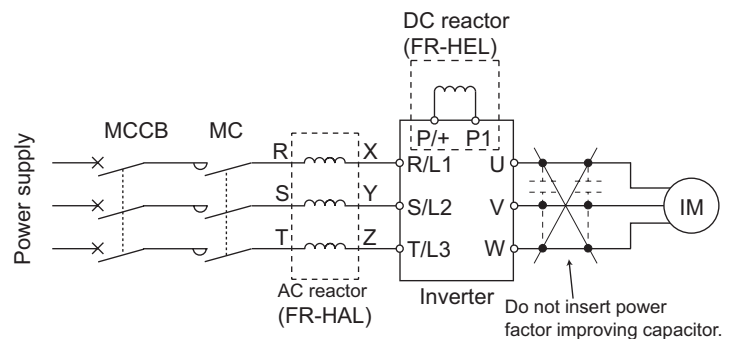 DC reactor
(FR-HEL)
MCCB
MC
P/+
P1
Power supply
R
X
R/L1
U
S
Y
S/L2
V
IM
T
Z
T/L3
W
AC reactor
(FR-HAL)
Inverter
Do not insert power
factor improving capacitor.